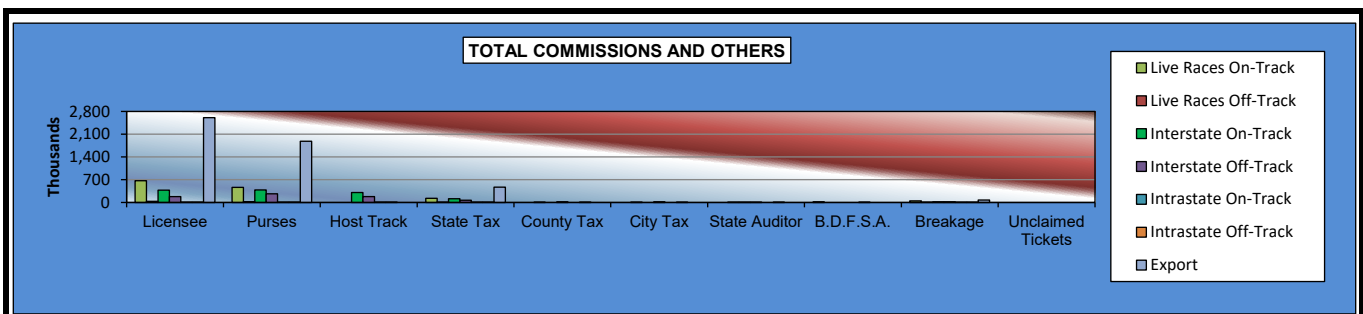 TOTAL COMMISSIONS AND OTHERS
Thousands
2,800
2,100
1,400
700
0
Licensee
Purses
Host Track
State Tax
County Tax
City Tax
State Auditor
B.D.F.S.A.
Breakage
Unclaimed
Tickets
Live Races On-Track
Live Races Off-Track
Interstate On-Track
Interstate Off-Track
Intrastate On-Track
Intrastate Off-Track
Export